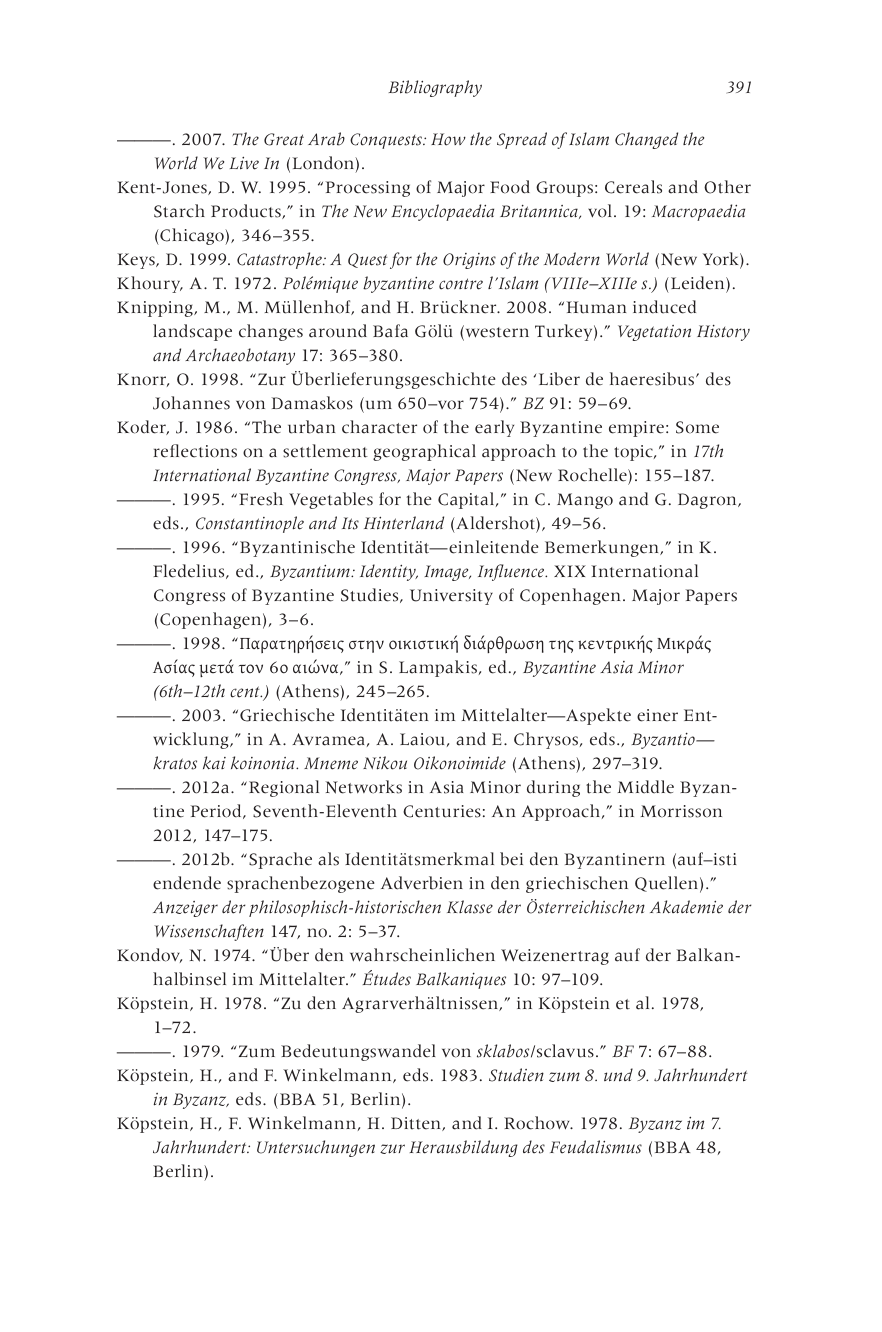 Bibliography 391
———. 2007. The Great Arab Conquests: How the Spread of Islam Changed the
World We Live In (London).
Kent-Jones, D. W. 1995. “Processing of Major Food Groups: Cereals and Other
Starch Products,” in The New Encyclopaedia Britannica, vol. 19: Macropaedia
(Chicago), 346–355.
Keys, D. 1999. Catastrophe: A Quest for the Origins of the Modern World (New York).
Khoury, A. T. 1972. Polémique byzantine contre l’Islam (VIIIe–XIIIe s.) (Leiden).
Knipping, M., M. Müllenhof, and H. Brückner. 2008. “Human induced
landscape changes around Bafa Gölü (western Turkey).” Vegetation History
and Archaeobotany 17: 365–380.
Knorr, O. 1998. “Zur Überlieferungsgeschichte des ‘Liber de haeresibus’ des
Johannes von Damaskos (um 650–vor 754).” BZ 91: 59–69.
Koder, J. 1986. “The urban character of the early Byzantine empire: Some
reflections on a settlement geographical approach to the topic,” in 17th
International Byzantine Congress, Major Papers (New Rochelle): 155–187.
———. 1995. “Fresh Vegetables for the Capital,” in C. Mango and G. Dagron,
eds., Constantinople and Its Hinterland (Aldershot), 49–56.
———. 1996. “Byzantinische Identität—einleitende Bemerkungen,” in K.
Fledelius, ed., Byzantium: Identity, Image, Influence. XIX International
Congress of Byzantine Studies, University of Copenhagen. Major Papers
(Copenhagen), 3–6.
———. 1998. “Παρατηρήσεις στην οικιστική διάρθρωση της κεντρικής Μικράς
Ασίας μετά τον 6ο αιώνα,” in S. Lampakis, ed., Byzantine Asia Minor
(6th–12th cent.) (Athens), 245–265.
———. 2003. “Griechische Identitäten im Mittelalter—Aspekte einer Ent-
wicklung,” in A. Avramea, A. Laiou, and E. Chrysos, eds., Byzantio—
kratos kai koinonia. Mneme Nikou Oikonoimide (Athens), 297–319.
———. 2012a. “Regional Networks in Asia Minor during the Middle Byzan-
tine Period, Seventh-Eleventh Centuries: An Approach,” in Morrisson
2012, 147–175.
———. 2012b. “Sprache als Identitätsmerkmal bei den Byzantinern (auf–isti
endende sprachenbezogene Adverbien in den griechischen Quellen).”
Anzeiger der philosophisch-historischen Klasse der Österreichischen Akademie der
Wissenschaften 147, no. 2: 5–37.
Kondov, N. 1974. “Über den wahrscheinlichen Weizenertrag auf der Balkan-
halbinsel im Mittelalter.” Études Balkaniques 10: 97–109.
Köpstein, H. 1978. “Zu den Agrarverhältnissen,” in Köpstein et al. 1978,
1–72.
———. 1979. “Zum Bedeutungswandel von sklabos/sclavus.” BF 7: 67–88.
Köpstein, H., and F. Winkelmann, eds. 1983. Studien zum 8. und 9. Jahrhundert
in Byzanz, eds. (BBA 51, Berlin).
Köpstein, H., F. Winkelmann, H. Ditten, and I. Rochow. 1978. Byzanz im 7.
Jahrhundert: Untersuchungen zur Herausbildung des Feudalismus (BBA 48,
Berlin).